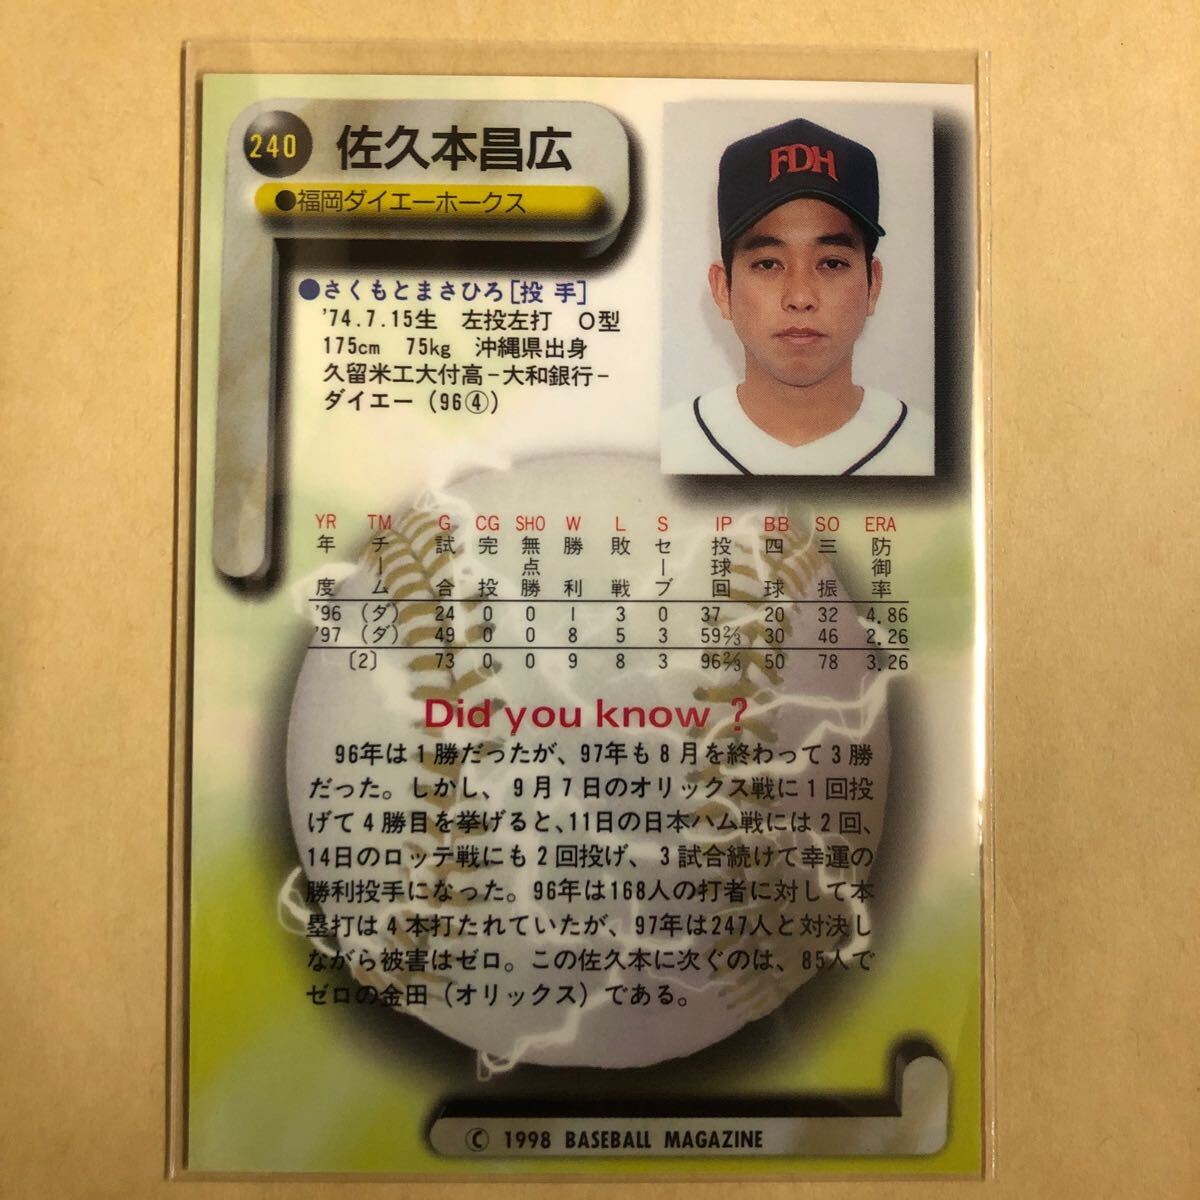 240 佐久本昌広
●福岡ダイエーホークス
FDH
●さくもとまさひろ[投 手]
'74.7.15生 左投左打 O型
175cm 75kg 沖縄県出身
久留米工大付高−大和銀行−
ダイエー (96④)
YR TM G CG SHO W L S IP BB SO ERA
年度 チーム 試合 完投 無点勝 勝利 敗戦 セーブ 投球回 四球 三振 防御率
'96 (ダ) 24 0 0 1 3 0 37 20 32 4.86
'97 (ダ) 49 0 0 8 5 3 59⅔ 30 46 2.26
〔2〕 73 0 0 9 8 3 96⅔ 50 78 3.26
Did you know ?
96年は1勝だったが、97年も8月を終わって3勝
だった。しかし、9月7日のオリックス戦に1回投
げて4勝目を挙げると、11日の日本ハム戦には2回、
14日のロッテ戦にも2回投げ、3試合続けて幸運の
勝利投手になった。96年は168人の打者に対して本
塁打は4本打たれていたが、97年は247人と対決し
ながら被害はゼロ。この佐久本に次ぐのは、85人で
ゼロの金田(オリックス)である。
© 1998 BASEBALL MAGAZINE